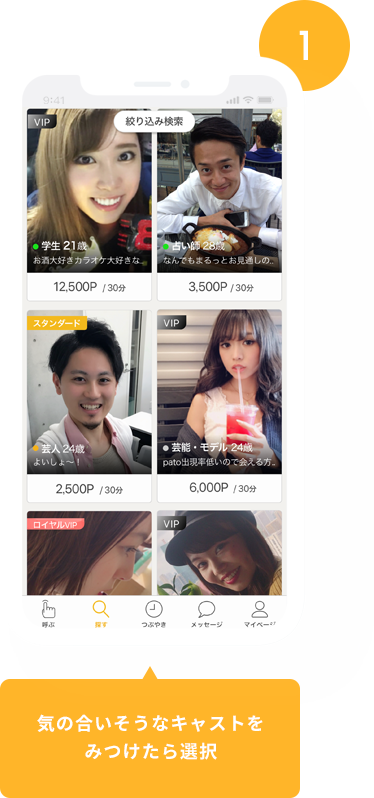 1
9:41
絞り込み検索
VIP
学生 21歳
お酒大好きカラオケ大好きな..
12,500P / 30分
占い師 28歳
なんでもまるっとお見通しの..
3,500P / 30分
スタンダード
芸人 24歳
よいしょ〜！
2,500P / 30分
VIP
芸能・モデル 24歳
pato出現率低いので会える方..
6,000P / 30分
ロイヤルVIP
VIP
呼ぶ
探す
つぶやき
メッセージ
マイページ
気の合いそうなキャストを
みつけたら選択